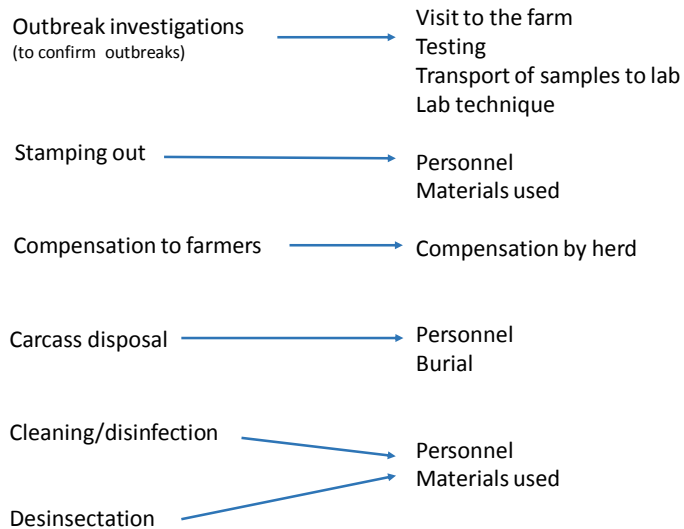 Outbreak investigations
(to confirm outbreaks)
Visit to the farm
Testing
Transport of samples to lab
Lab technique
Stamping out
Personnel
Materials used
Compensation to farmers
Compensation by herd
Carcass disposal
Personnel
Burial
Cleaning/disinfection
Personnel
Materials used
Desinsectation